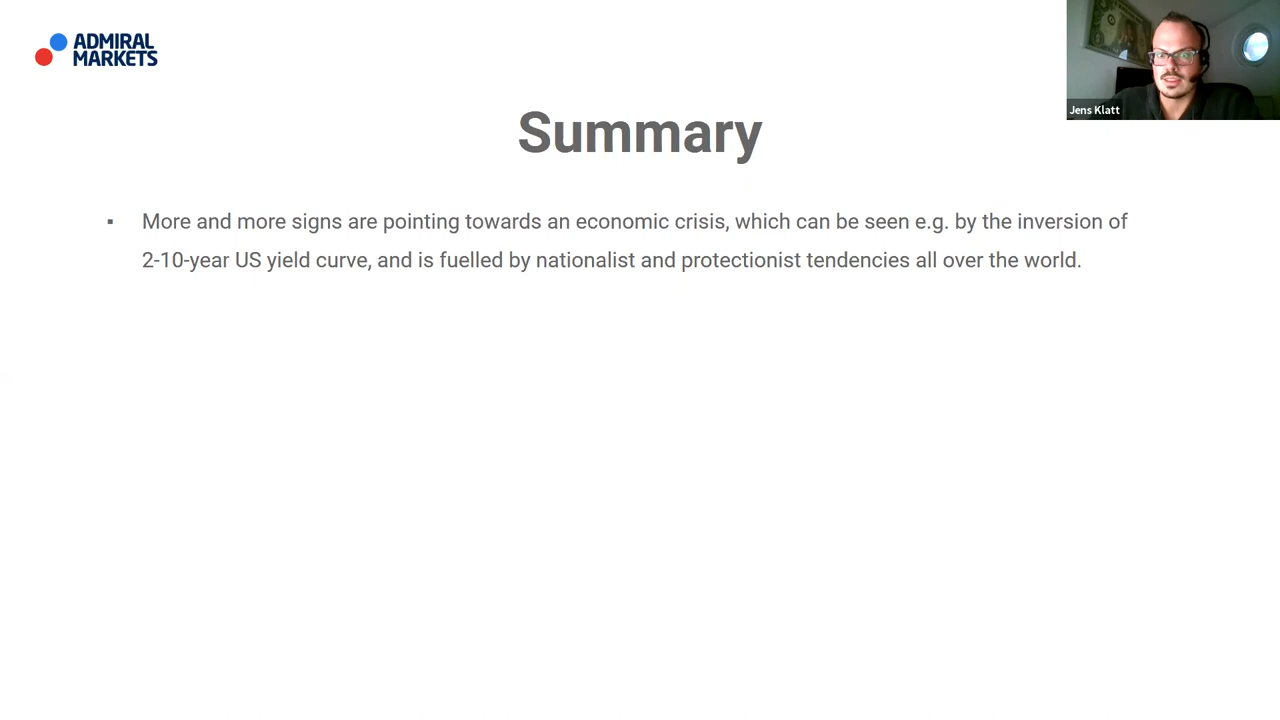 ADMIRAL
MARKETS
Jens Klatt
Summary
▪ More and more signs are pointing towards an economic crisis, which can be seen e.g. by the inversion of
2-10-year US yield curve, and is fuelled by nationalist and protectionist tendencies all over the world.